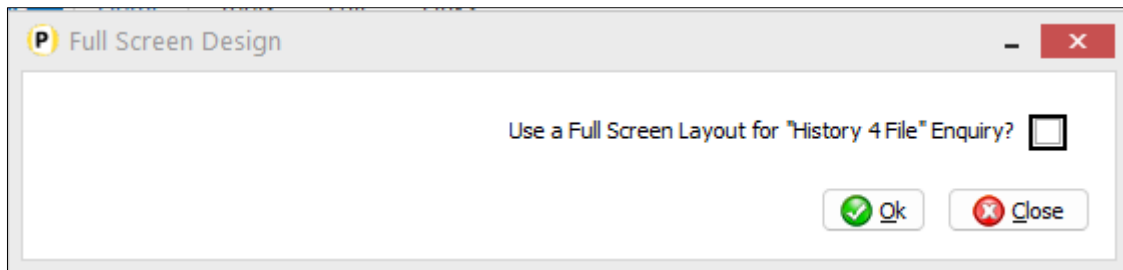 P Full Screen Design
Use a Full Screen Layout for "History 4 File" Enquiry?
Ok
Close